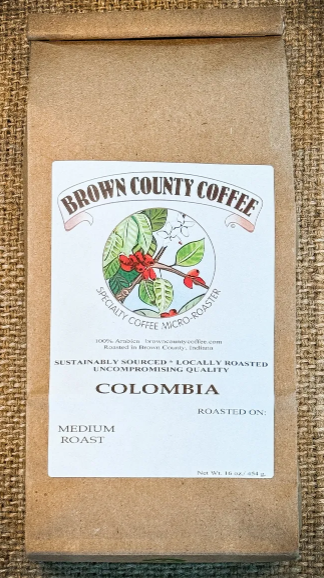 BROWN COUNTY COFFEE
©
SPECIALTY COFFEE MICRO-ROASTER
100% Arabica browncountycoffee.com
Roasted in Brown County, Indiana
SUSTAINABLY SOURCED * LOCALLY ROASTED
UNCOMPROMISING QUALITY
COLOMBIA
ROASTED ON:
MEDIUM
ROAST
Net Wt. 16 oz/ 454 g.